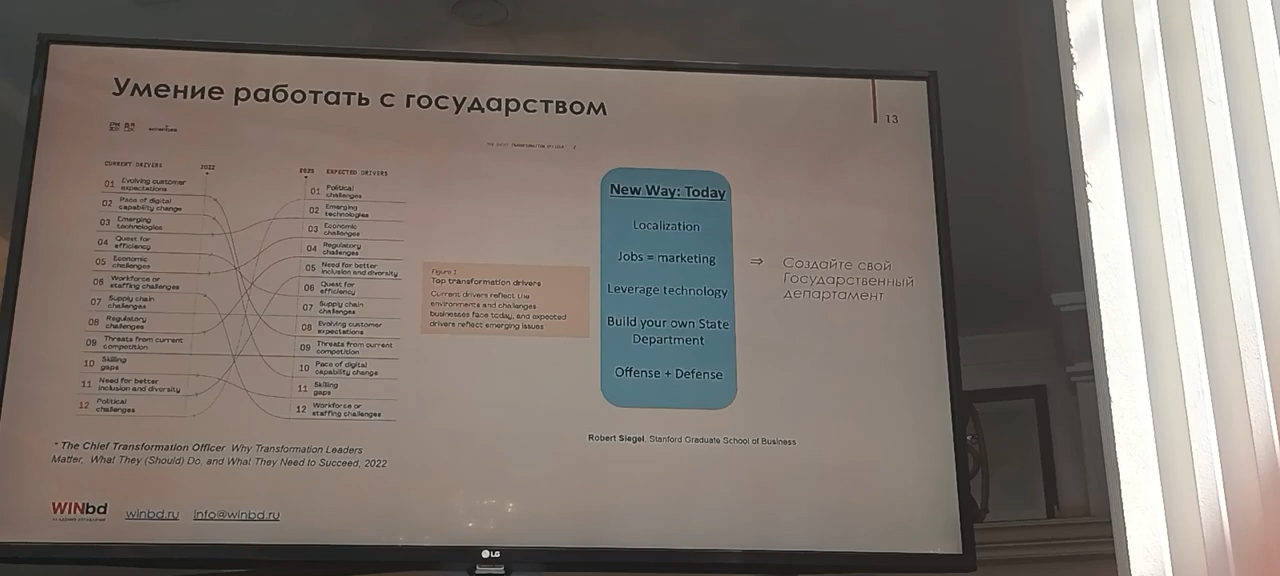 Умение работать с государством
13
accenture
CURRENT DRIVERS
2022
01 Evolving customer
expectations
02 Pace of digital
capability change
03 Emerging
technologies
04 Quest for
efficiency
05 Economic
challenges
06 Workforce or
staffing challenges
07 Supply chain
challenges
08 Regulatory
challenges
09 Threats from current
competition
10 Skilling
gaps
11 Need for better
inclusion and diversity
12 Political
challenges
2025 EXPECTED DRIVERS
01 Political
challenges
02 Emerging
technologies
03 Economic
challenges
04 Regulatory
challenges
05 Need for better
inclusion and diversity
06 Quest for
efficiency
07 Supply chain
challenges
08 Evolving customer
expectations
09 Threats from current
competition
10 Pace of digital
capability change
11 Skilling
gaps
12 Workforce or
staffing challenges
Figure 1
Top transformation drivers
Current drivers reflect the
environments and challenges
businesses face today, and expected
drivers reflect emerging issues
New Way: Today
Localization
Jobs = marketing
Leverage technology
Build your own State
Department
Offense + Defense
⇒ Создайте свой
Государственный
департамент
Robert Siegel, Stanford Graduate School of Business
* The Chief Transformation Officer Why Transformation Leaders
Matter, What They (Should) Do, and What They Need to Succeed, 2022
WINbd
winbd.ru info@winbd.ru
LG